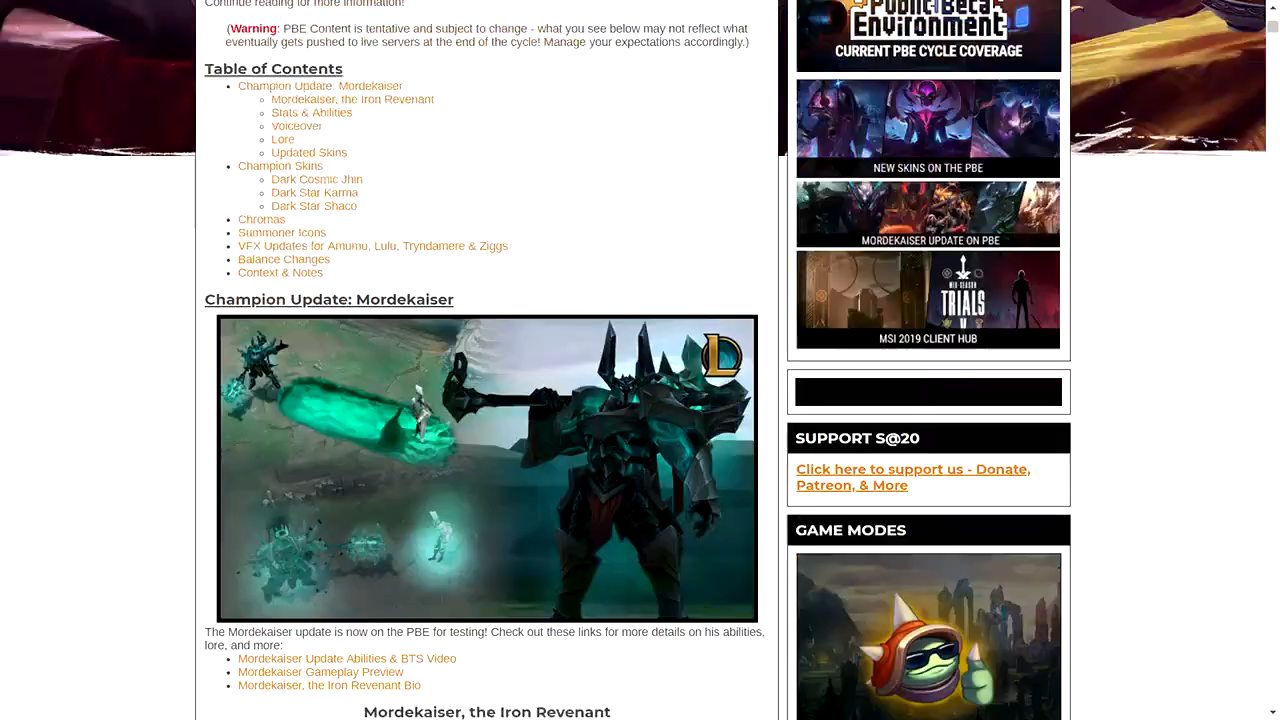 Continue reading for more information!
(Warning: PBE Content is tentative and subject to change - what you see below may not reflect what
eventually gets pushed to live servers at the end of the cycle! Manage your expectations accordingly.)
Table of Contents
Champion Update: Mordekaiser
Mordekaiser, the Iron Revenant
Stats & Abilities
Voiceover
Lore
Updated Skins
Champion Skins
Dark Cosmic Jhin
Dark Star Karma
Dark Star Shaco
Chromas
Summoner Icons
VFX Updates for Amumu, Lulu, Tryndamere & Ziggs
Balance Changes
Context & Notes
Champion Update: Mordekaiser
L
The Mordekaiser update is now on the PBE for testing! Check out these links for more details on his abilities,
lore, and more:
Mordekaiser Update Abilities & BTS Video
Mordekaiser Gameplay Preview
Mordekaiser, the Iron Revenant Bio
Mordekaiser, the Iron Revenant
Public Beta
Environment
CURRENT PBE CYCLE COVERAGE
NEW SKINS ON THE PBE
MORDEKAISER UPDATE ON PBE
MID-SEASON
TRIALS
MSI 2019 CLIENT HUB
SUPPORT S@20
Click here to support us - Donate,
Patreon, & More
GAME MODES